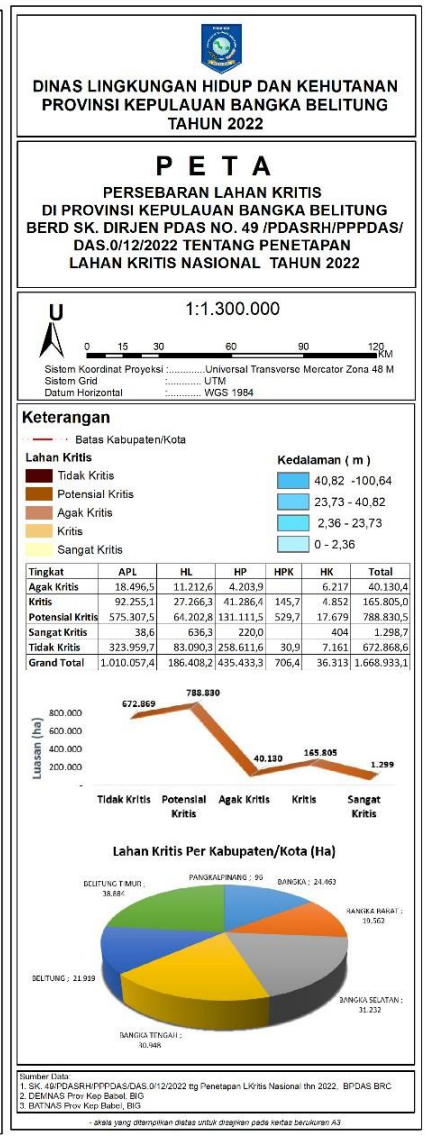 DINAS LINGKUNGAN HIDUP DAN KEHUTANAN
PROVINSI KEPULAUAN BANGKA BELITUNG
TAHUN 2022
P E T A
PERSEBARAN LAHAN KRITIS
DI PROVINSI KEPULAUAN BANGKA BELITUNG
BERD SK. DIRJEN PDAS NO. 49 /PDASRH/PPPDAS/
DAS.0/12/2022 TENTANG PENETAPAN
LAHAN KRITIS NASIONAL TAHUN 2022
U
1:1.300.000
0 15 30 60 90 120
KM
Sistem Koordinat Proyeksi :............Universal Transverse Mercator Zona 48 M
Sistem Grid :............ UTM
Datum Horizontal :............ WGS 1984
Keterangan
Batas Kabupaten/Kota
Lahan Kritis
Tidak Kritis
Potensial Kritis
Agak Kritis
Kritis
Sangat Kritis
Kedalaman ( m )
40,82 -100,64
23,73 - 40,82
2,36 - 23,73
0 - 2,36
Tingkat APL HL HP HPK HK Total
Agak Kritis 18.496,5 11.212,6 4.203,9 6.217 40.130,4
Kritis 92.255,1 27.266,3 41.286,4 145,7 4.852 165.805,0
Potensial Kritis 575.307,5 64.202,8 131.111,5 529,7 17.679 788.830,5
Sangat Kritis 38,6 636,3 220,0 404 1.298,7
Tidak Kritis 323.959,7 83.090,3 258.611,6 30,9 7.161 672.868,6
Grand Total 1.010.057,4 186.408,2 435.433,3 706,4 36.313 1.668.933,1
Luasan (ha)
800.000
600.000
400.000
200.000
-
672.869
788.830
40.130
165.805
1.299
Tidak Kritis Potensial Kritis Agak Kritis Kritis Sangat Kritis
Lahan Kritis Per Kabupaten/Kota (Ha)
PANGKALPINANG ; 96
BANGKA ; 24.463
BELITUNG TIMUR ;
38.884
BANGKA BARAT ;
19.562
BELITUNG ; 21.919
BANGKA SELATAN ;
31.232
BANGKA TENGAH ;
30.948
Sumber Data:
1. SK. 49/PDASRH/PPPDAS/DAS.0/12/2022 ttg Penetapan LKritis Nasional thn 2022, BPDAS BRC
2. DEMNAS Prov Kep Babel, BIG
3. BATNAS Prov Kep Babel, BIG
- skala yang ditampilkan diatas untuk disajikan pada kertas berukuran A3